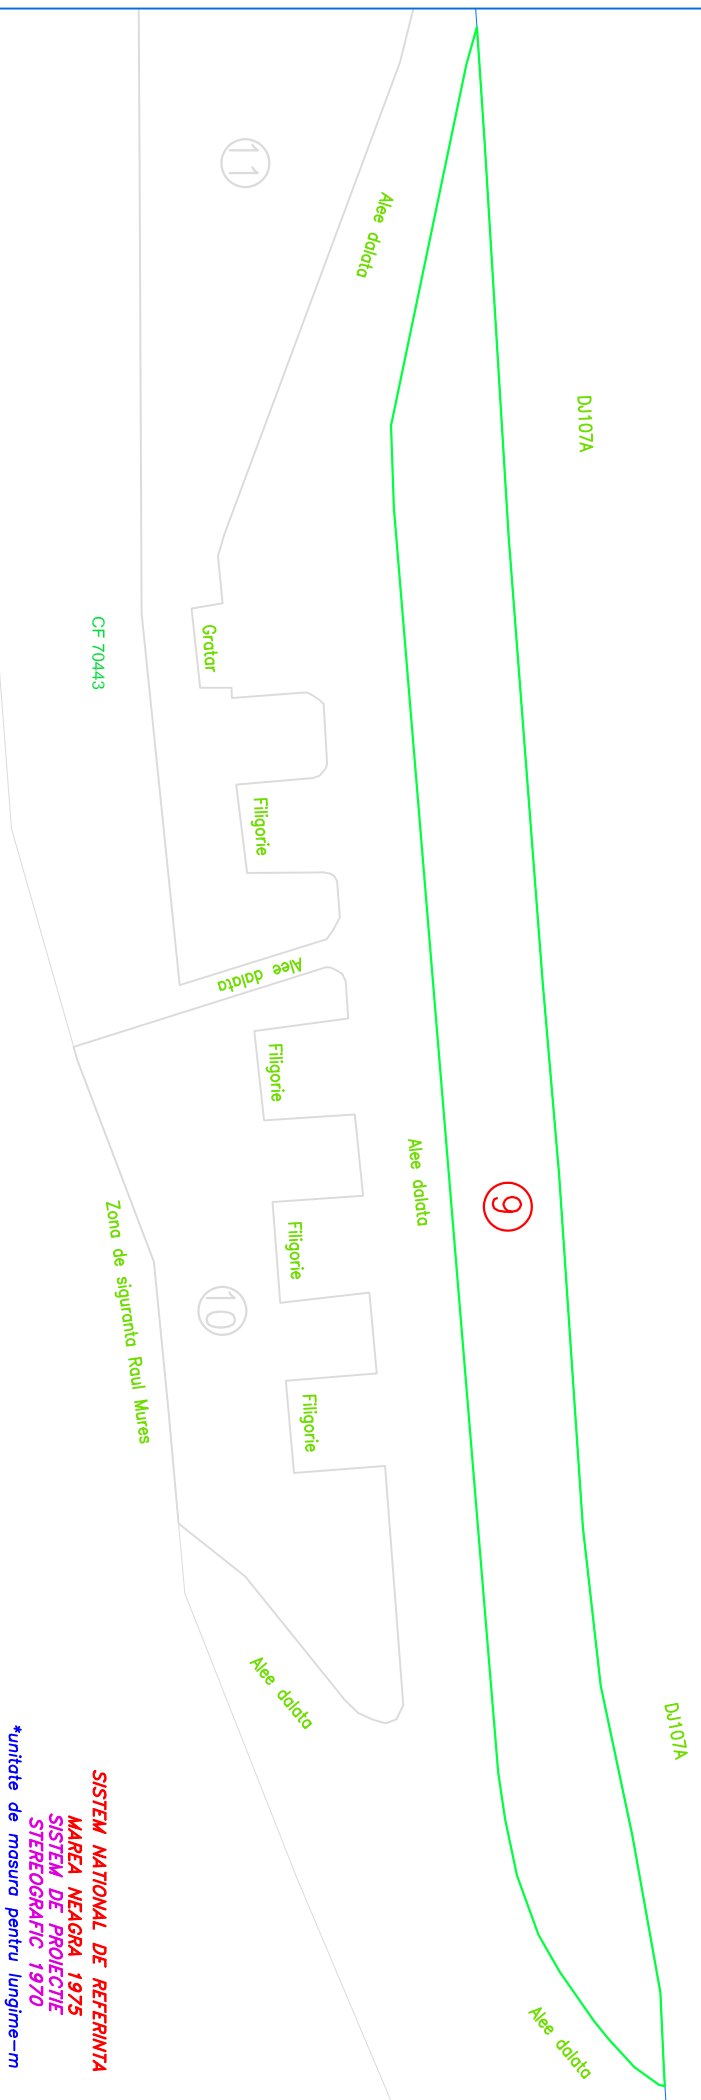 11
Alee dalata
DJ107A
CF 70443
Gratar
Filigorie
Alee dalata
Filigorie
Alee dalata
9
Zona de siguranta Raul Mures
Filigorie
10
Filigorie
Alee dalata
DJ107A
Alee dalata
SISTEM NATIONAL DE REFERINTA
MAREA NEAGRA 1975
SISTEM DE PROIECTIE
STEREOGRAFIC 1970
*unitate de masura pentru lungime-m